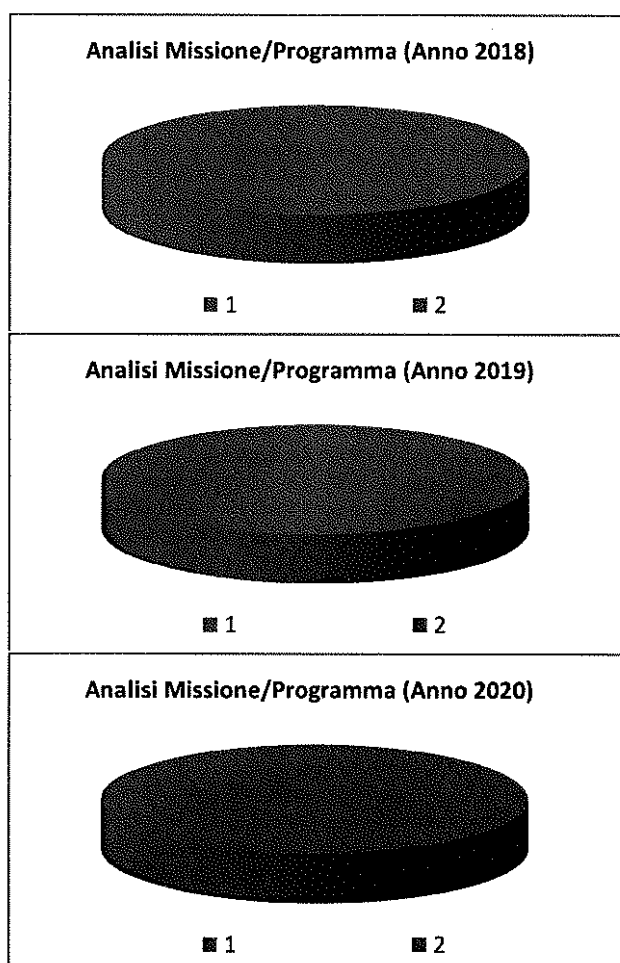 Analisi Missione/Programma (Anno 2018)
1 2
Analisi Missione/Programma (Anno 2019)
1 2
Analisi Missione/Programma (Anno 2020)
1 2